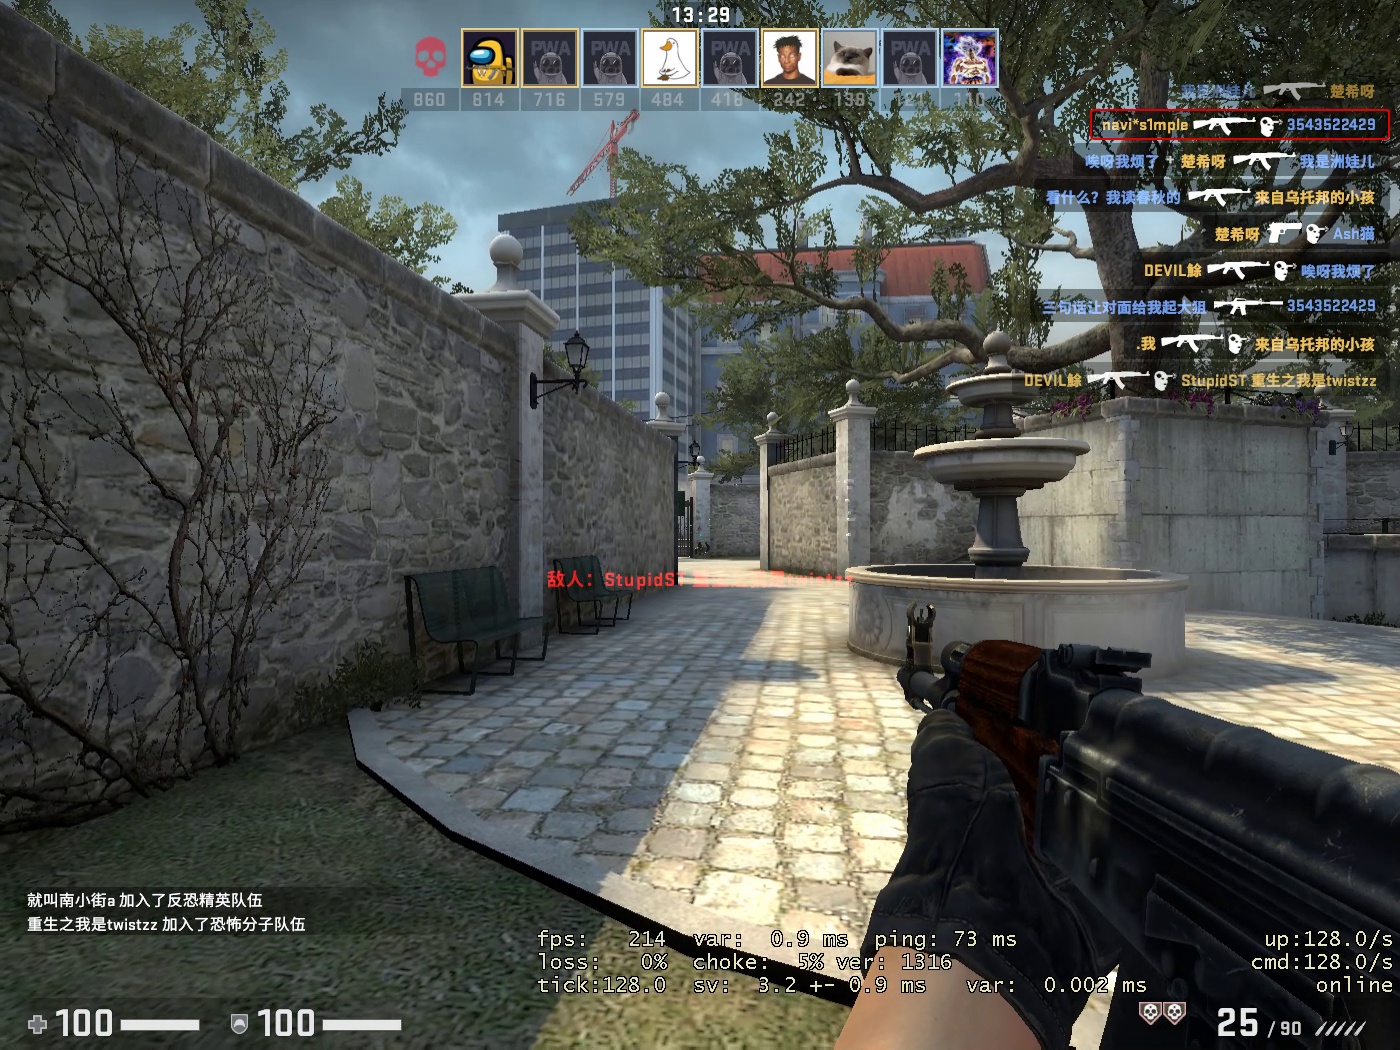 13:29
PWA PWA PWA PWA
860 814 716 579 484 418 242 138 121 110
楚希呀
navi*s1mple 3543522429
唉呀我烦了 + 楚希呀 我是洲娃儿
看什么？我读春秋的 来自乌托邦的小孩
楚希呀 Ash猫
DEVIL餘 唉呀我烦了
三句话让对面给我起大狙 3543522429
.我 来自乌托邦的小孩
DEVIL餘 StupidST 重生之我是twistzz
敌人：StupidST
就叫南小街a 加入了反恐精英队伍
重生之我是twistzz 加入了恐怖分子队伍
fps: 214 var: 0.9 ms ping: 73 ms
loss: 0% choke: 5% ver: 1316
tick:128.0 sv: 3.2 +- 0.9 ms var: 0.002 ms
up:128.0/s
cmd:128.0/s
online
100 100
25 / 90